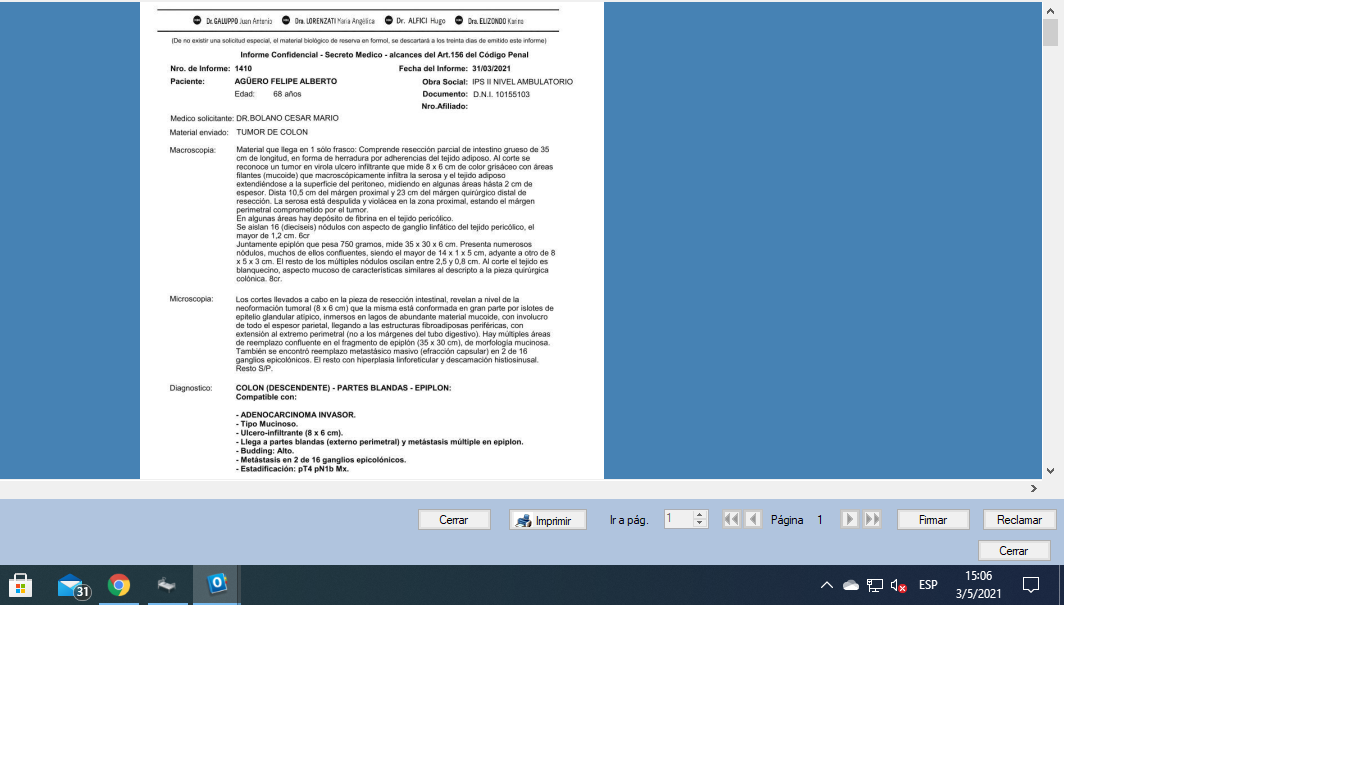 Dr. GALUPPO Juan Antonio Dra. LORENZATI Maria Angélica Dr. ALFICI Hugo Dra. ELIZONDO Karina
(De no existir una solicitud especial, el material biológico de reserva en formol, se descartará a los treinta dias de emitido este informe)
Informe Confidencial - Secreto Medico - alcances del Art.156 del Código Penal
Nro. de Informe: 1410 Fecha del Informe: 31/03/2021
Paciente: AGÜERO FELIPE ALBERTO Obra Social: IPS II NIVEL AMBULATORIO
Edad: 68 años Documento: D.N.I. 10155103
Nro.Afiliado:
Medico solicitante: DR.BOLANO CESAR MARIO
Material enviado: TUMOR DE COLON
Macroscopia: Material que llega en 1 sólo frasco: Comprende resección parcial de intestino grueso de 35
cm de longitud, en forma de herradura por adherencias del tejido adiposo. Al corte se
reconoce un tumor en virola ulcero infiltrante que mide 8 x 6 cm de color grisáceo con áreas
filantes (mucoide) que macroscópicamente infiltra la serosa y el tejido adiposo
extendiéndose a la superficie del peritoneo, midiendo en algunas áreas hásta 2 cm de
espesor. Dista 10,5 cm del márgen proximal y 23 cm del márgen quirúrgico distal de
resección. La serosa está despulida y violácea en la zona proximal, estando el márgen
perimetral comprometido por el tumor.
En algunas áreas hay depósito de fibrina en el tejido pericólico.
Se aislan 16 (dieciseis) nódulos con aspecto de ganglio linfático del tejido pericólico, el
mayor de 1,2 cm. 6cr
Juntamente epiplón que pesa 750 gramos, mide 35 x 30 x 6 cm. Presenta numerosos
nódulos, muchos de ellos confluentes, siendo el mayor de 14 x 1 x 5 cm, adyante a otro de 8
x 5 x 3 cm. El resto de los múltiples nódulos oscilan entre 2,5 y 0,8 cm. Al corte el tejido es
blanquecino, aspecto mucoso de características similares al descripto a la pieza quirúrgica
colónica. 8cr.
Microscopia: Los cortes llevados a cabo en la pieza de resección intestinal, revelan a nivel de la
neoformación tumoral (8 x 6 cm) que la misma está conformada en gran parte por islotes de
epitelio glandular atípico, inmersos en lagos de abundante material mucoide, con involucro
de todo el espesor parietal, llegando a las estructuras fibroadiposas periféricas, con
extensión al extremo perimetral (no a los márgenes del tubo digestivo). Hay múltiples áreas
de reemplazo confluente en el fragmento de epiplón (35 x 30 cm), de morfología mucinosa.
También se encontró reemplazo metastásico masivo (efracción capsular) en 2 de 16
ganglios epicolónicos. El resto con hiperplasia linforeticular y descamación histiosinusal.
Resto S/P.
Diagnostico: COLON (DESCENDENTE) - PARTES BLANDAS - EPIPLON:
Compatible con:
- ADENOCARCINOMA INVASOR.
- Tipo Mucinoso.
- Ulcero-infiltrante (8 x 6 cm).
- Llega a partes blandas (externo perimetral) y metástasis múltiple en epiplon.
- Budding: Alto.
- Metástasis en 2 de 16 ganglios epicolónicos.
- Estadificación: pT4 pN1b Mx.
Cerrar Imprimir Ir a pág. 1 Página 1 Firmar Reclamar
Cerrar
31 ESP 15:06
3/5/2021